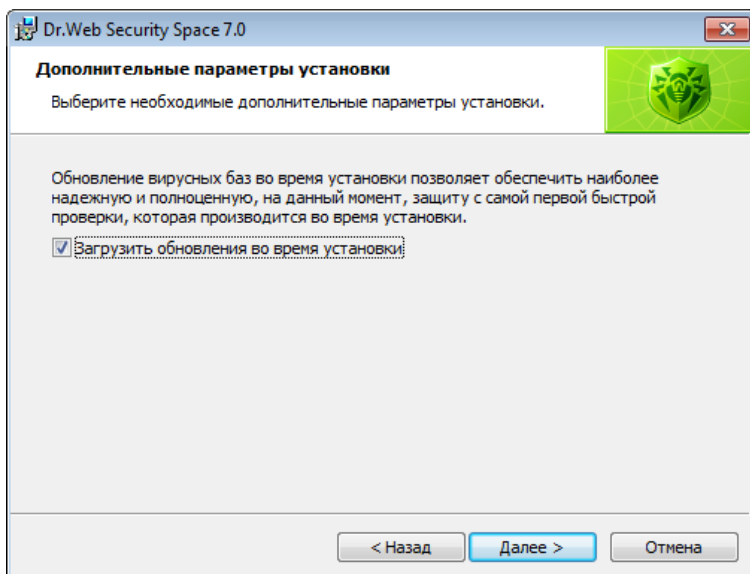 Dr.Web Security Space 7.0
Дополнительные параметры установки
Выберите необходимые дополнительные параметры установки.
Обновление вирусных баз во время установки позволяет обеспечить наиболее
надежную и полноценную, на данный момент, защиту с самой первой быстрой
проверки, которая производится во время установки.
Загрузить обновления во время установки
< Назад
Далее >
Отмена